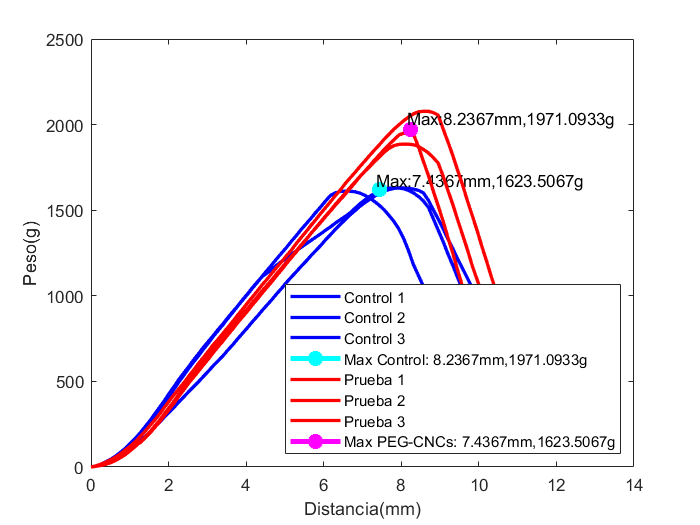 2500
2000
1500
1000
500
0
Peso(g)
Max:8.2367mm,1971.0933g
Max:7.4367mm,1623.5067g
Control 1
Control 2
Control 3
Max Control: 8.2367mm,1971.0933g
Prueba 1
Prueba 2
Prueba 3
Max PEG-CNCs: 7.4367mm,1623.5067g
0 2 4 6 8 10 12 14
Distancia(mm)